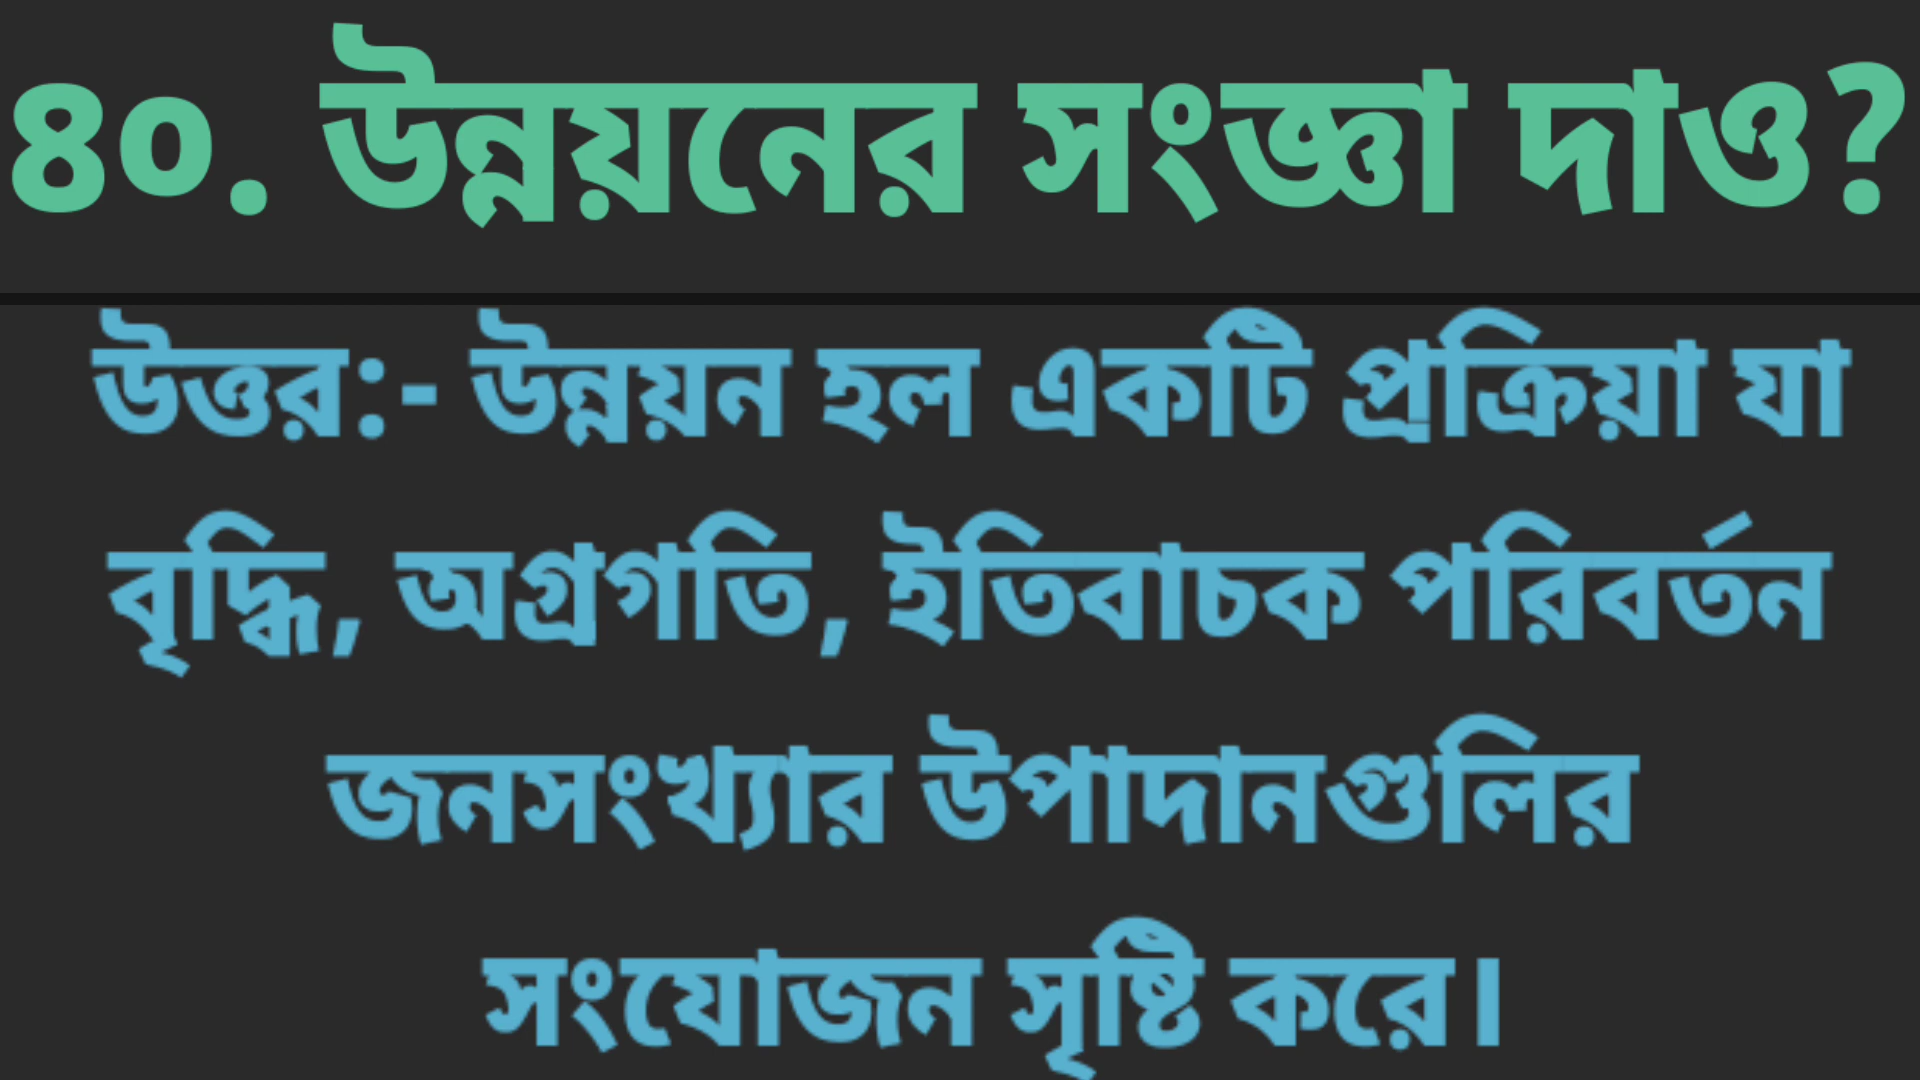 ৪০. উন্নয়নের সংজ্ঞা দাও?
উত্তর:- উন্নয়ন হল একটি প্রক্রিয়া যা
বৃদ্ধি, অগ্রগতি, ইতিবাচক পরিবর্তন
জনসংখ্যার উপাদানগুলির
সংযোজন সৃষ্টি করে।